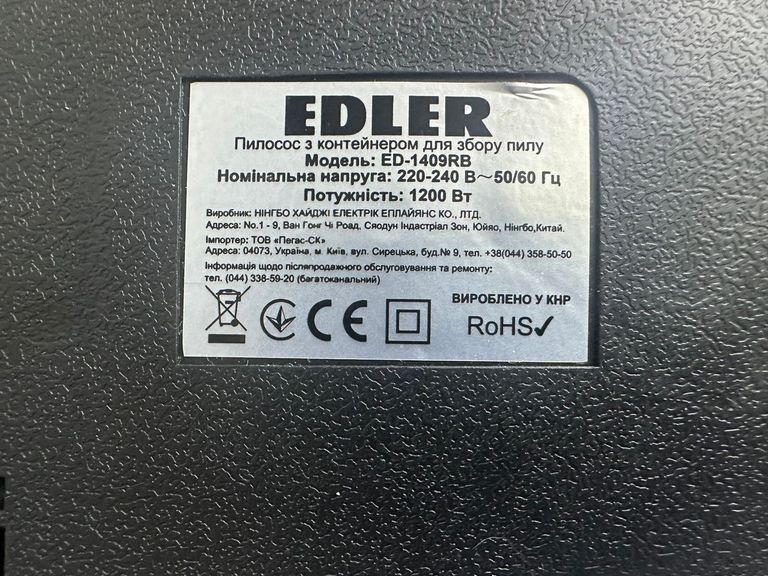 EDLER
Пилосос з контейнером для збору пилу
Модель: ED-1409RB
Номінальна напруга: 220-240 В~50/60 Гц
Потужність: 1200 Вт
Виробник: НІНГБО ХАЙДЖІ ЕЛЕКТРІК ЕПЛАЙЯНС КО., ЛТД.
Адреса: No.1 - 9, Ван Гонг Чі Роад, Сяодун Індастріал Зон, Юйяо, Нінгбо,Китай.
Імпортер: ТОВ «Пегас-СК»
Адреса: 04073, Україна, м. Київ, вул. Сирецька, буд.№ 9, тел. +38(044) 358-50-50
Інформація щодо післяпродажного обслуговування та ремонту:
тел. (044) 338-59-20 (багатоканальний)
CE
ВИРОБЛЕНО У КНР
RoHS✓